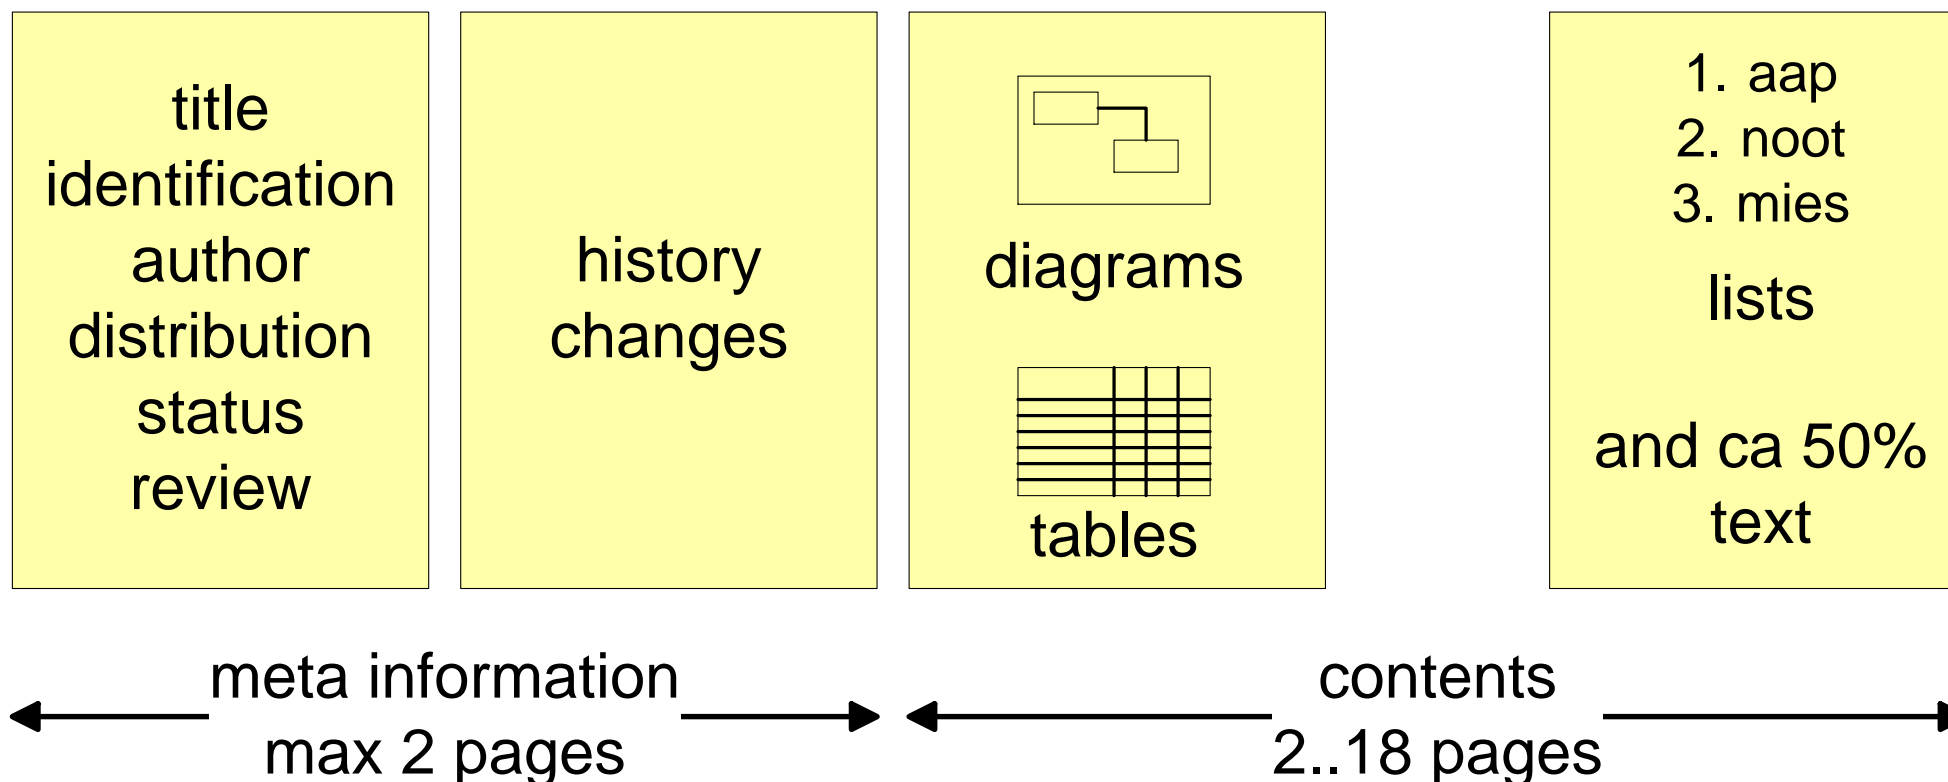 title
identification
author
distribution
status
review
history
changes
diagrams
tables
1. aap
2. noot
3. mies
lists
and ca 50%
text
meta information
max 2 pages
contents
2..18 pages